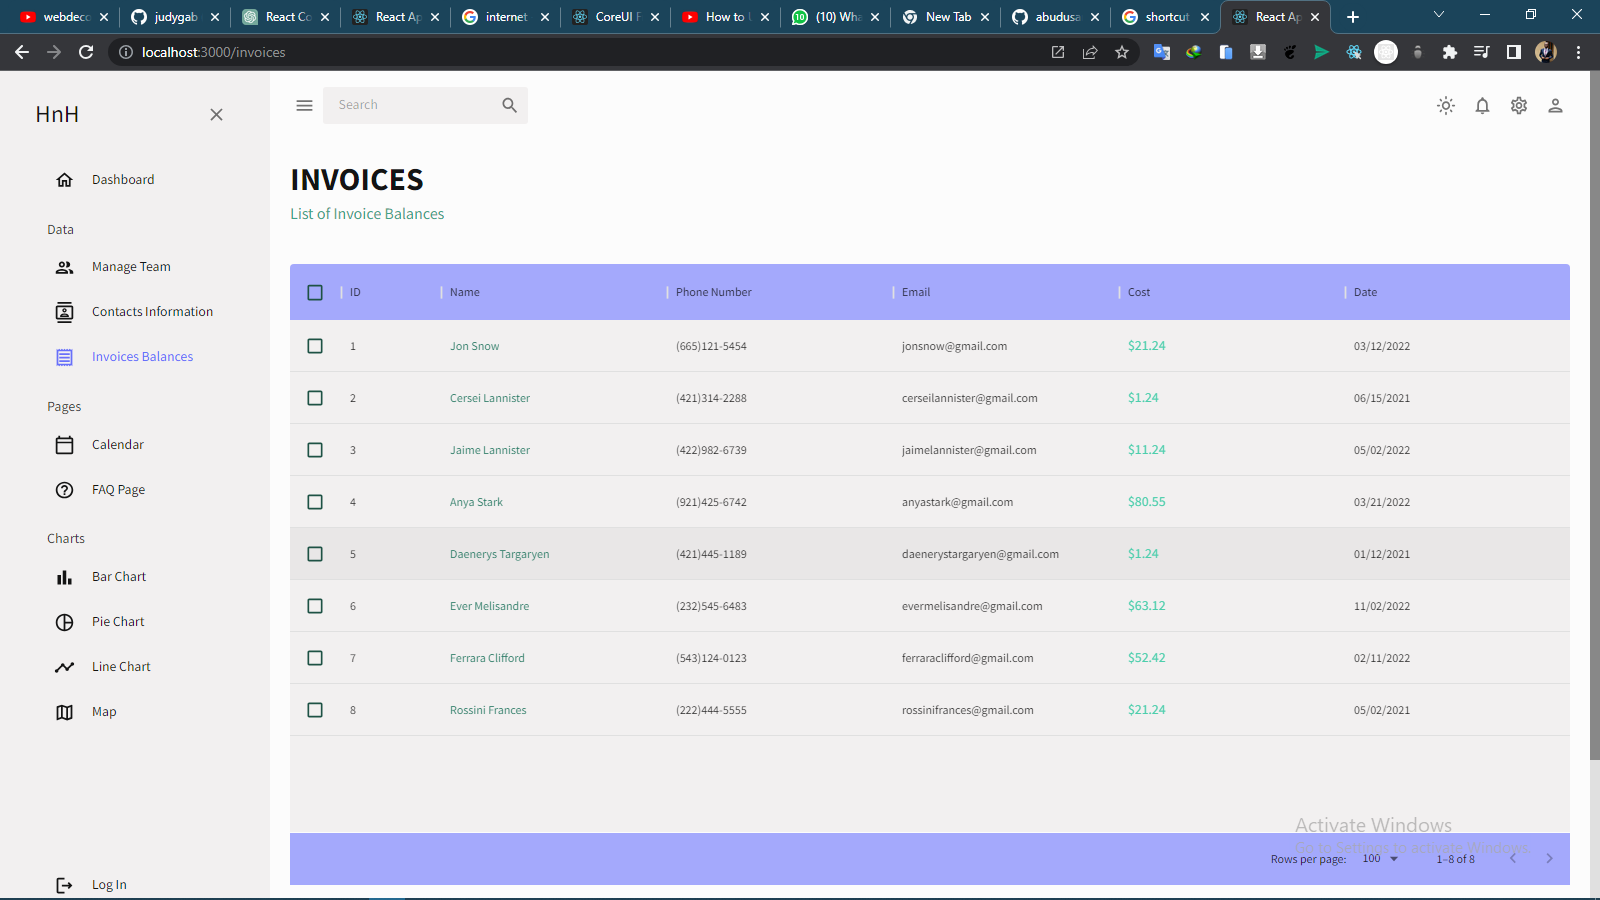 webdeco
judygab
React Co
React Ap
internet
CoreUI F
How to U
(10) Wha
New Tab
abudusa
shortcut
React Ap
localhost:3000/invoices
HnH
Search
Dashboard
Data
Manage Team
Contacts Information
Invoices Balances
Pages
Calendar
FAQ Page
Charts
Bar Chart
Pie Chart
Line Chart
Map
Log In
INVOICES
List of Invoice Balances
ID Name Phone Number Email Cost Date
1 Jon Snow (665)121-5454 jonsnow@gmail.com $21.24 03/12/2022
2 Cersei Lannister (421)314-2288 cerseilannister@gmail.com $1.24 06/15/2021
3 Jaime Lannister (422)982-6739 jaimelannister@gmail.com $11.24 05/02/2022
4 Anya Stark (921)425-6742 anyastark@gmail.com $80.55 03/21/2022
5 Daenerys Targaryen (421)445-1189 daenerystargaryen@gmail.com $1.24 01/12/2021
6 Ever Melisandre (232)545-6483 evermelisandre@gmail.com $63.12 11/02/2022
7 Ferrara Clifford (543)124-0123 ferraraclifford@gmail.com $52.42 02/11/2022
8 Rossini Frances (222)444-5555 rossinifrances@gmail.com $21.24 05/02/2021
Activate Windows
Go to Settings to activate Windows.
Rows per page: 100 1–8 of 8